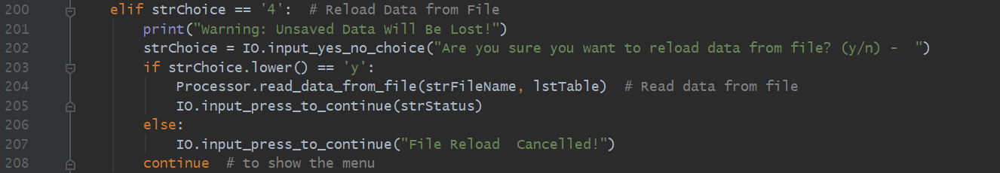 200 elif strChoice == '4':  # Reload Data from File
201 print("Warning: Unsaved Data Will Be Lost!")
202 strChoice = IO.input_yes_no_choice("Are you sure you want to reload data from file? (y/n) -  ")
203 if strChoice.lower() == 'y':
204 Processor.read_data_from_file(strFileName, lstTable)  # Read data from file
205 IO.input_press_to_continue(strStatus)
206 else:
207 IO.input_press_to_continue("File Reload  Cancelled!")
208 continue  # to show the menu